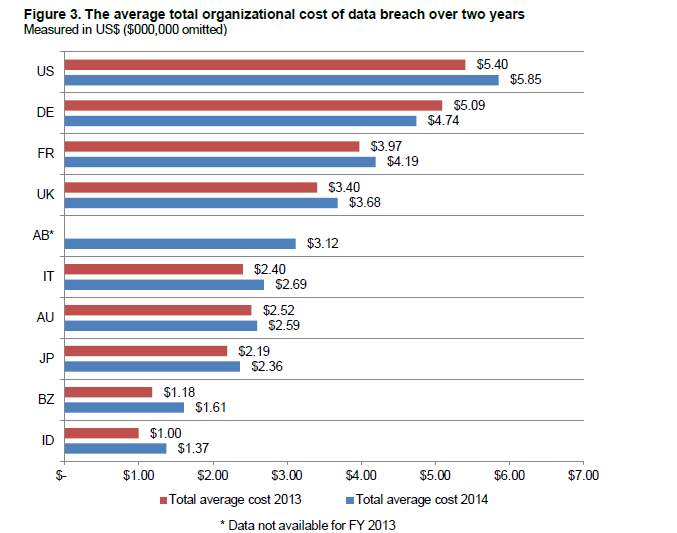 Figure 3. The average total organizational cost of data breach over two years
Measured in US$ ($000,000 omitted)
US
$5.40
$5.85
DE
$5.09
$4.74
FR
$3.97
$4.19
UK
$3.40
$3.68
AB*
$3.12
IT
$2.40
$2.69
AU
$2.52
$2.59
JP
$2.19
$2.36
BZ
$1.18
$1.61
ID
$1.00
$1.37
$- $1.00 $2.00 $3.00 $4.00 $5.00 $6.00 $7.00
Total average cost 2013 Total average cost 2014
* Data not available for FY 2013